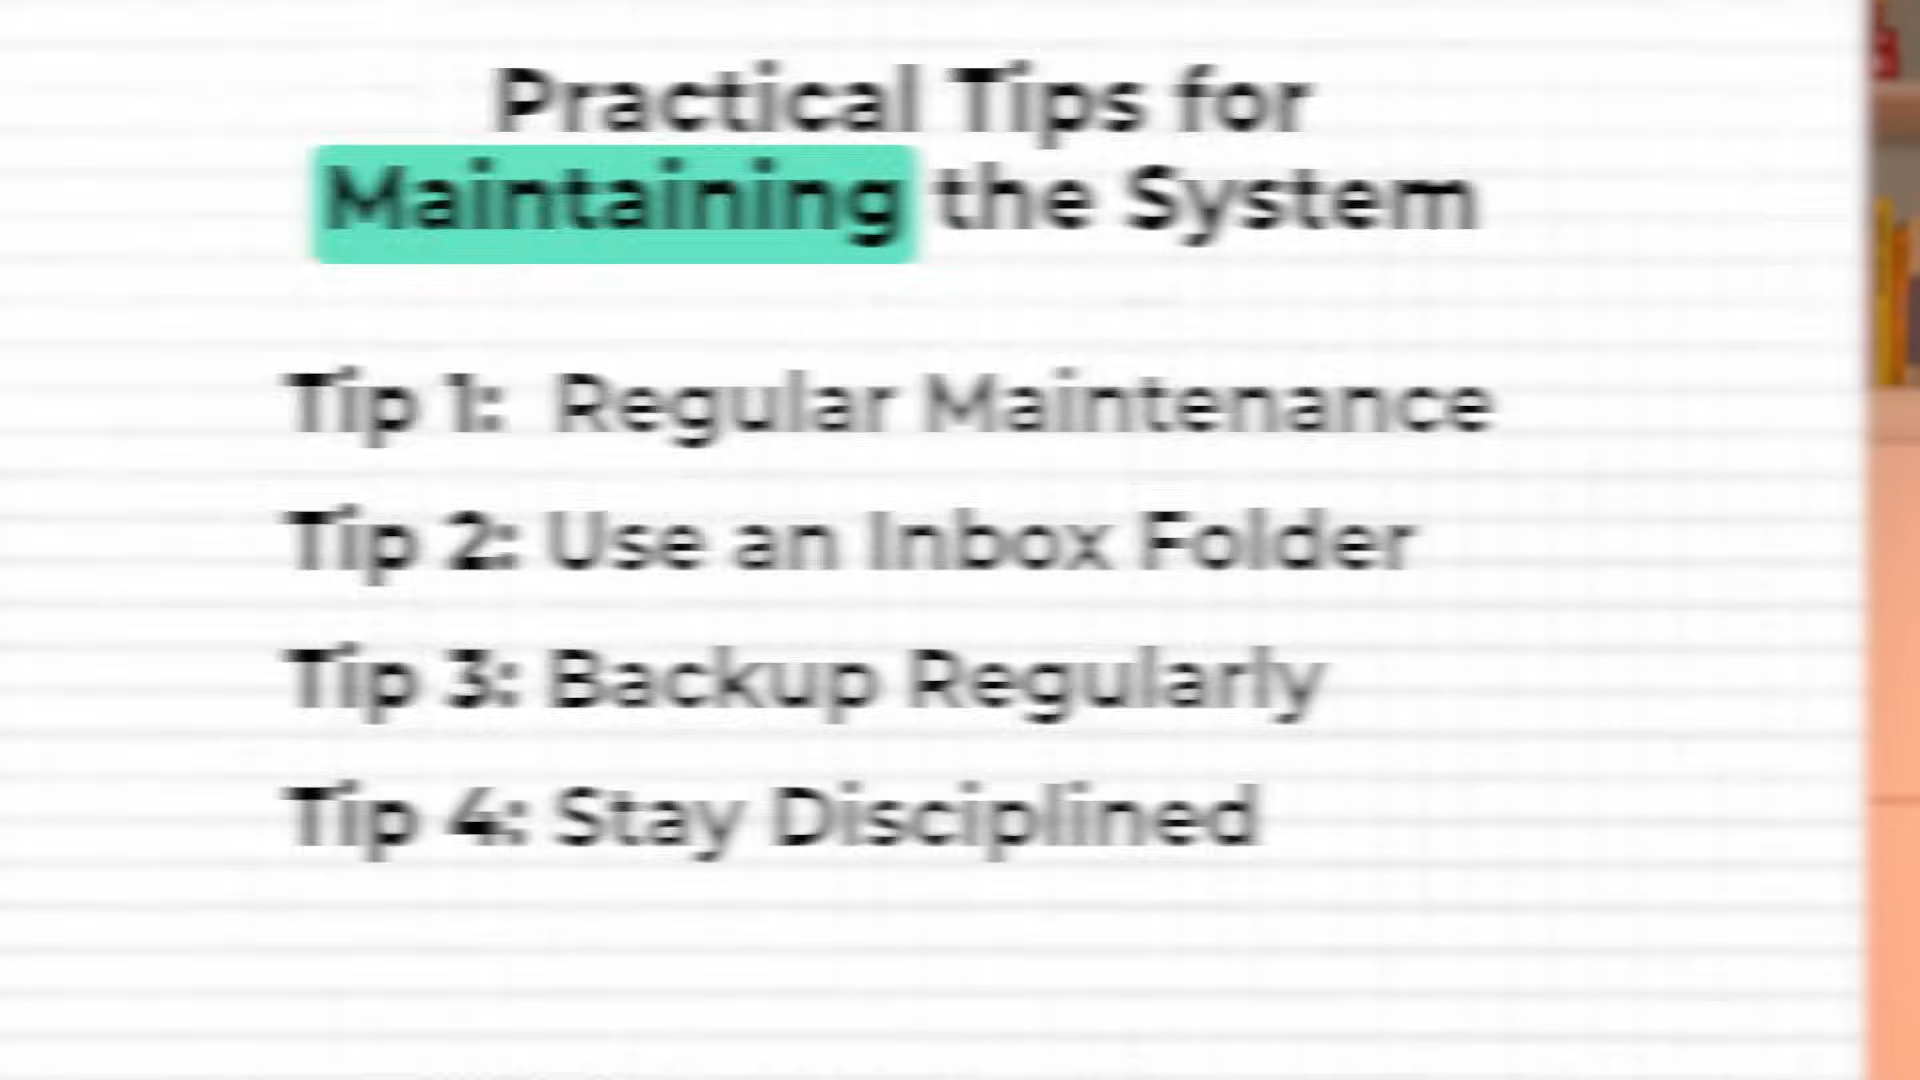 Practical Tips for
Maintaining the System
Tip 1: Regular Maintenance
Tip 2: Use an Inbox Folder
Tip 3: Backup Regularly
Tip 4: Stay Disciplined